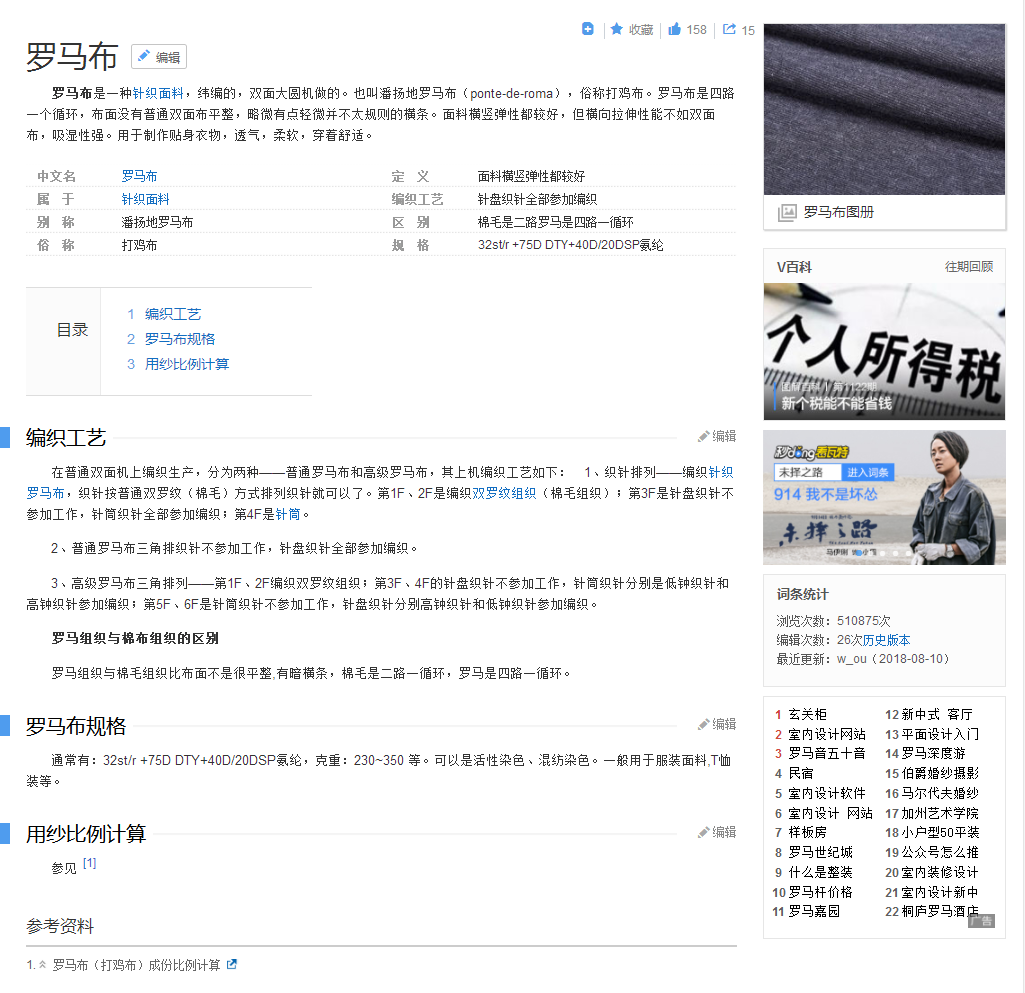 收藏 158 15
罗马布 编辑
罗马布是一种针织面料，纬编的，双面大圆机做的。也叫潘扬地罗马布（ponte-de-roma），俗称打鸡布。罗马布是四路
一个循环，布面没有普通双面布平整，略微有点轻微并不太规则的横条。面料横竖弹性都较好，但横向拉伸性能不如双面
布，吸湿性强。用于制作贴身衣物，透气，柔软，穿着舒适。
中文名 罗马布 定 义 面料横竖弹性都较好
属 于 针织面料 编织工艺 针盘织针全部参加编织
别 称 潘扬地罗马布 区 别 棉毛是二路罗马是四路一循环
俗 称 打鸡布 规 格 32st/r +75D DTY+40D/20DSP氨纶
目录
1 编织工艺
2 罗马布规格
3 用纱比例计算
编织工艺 编辑
在普通双面机上编织生产，分为两种——普通罗马布和高级罗马布，其上机编织工艺如下： 1、织针排列——编织针织
罗马布，织针按普通双罗纹（棉毛）方式排列织针就可以了。第1F、2F是编织双罗纹组织（棉毛组织）；第3F是针盘织针不
参加工作，针筒织针全部参加编织；第4F是针筒。
2、普通罗马布三角排织针不参加工作，针盘织针全部参加编织。
3、高级罗马布三角排列——第1F、2F编织双罗纹组织；第3F、4F的针盘织针不参加工作，针筒织针分别是低钟织针和
高钟织针参加编织；第5F、6F是针筒织针不参加工作，针盘织针分别高钟织针和低钟织针参加编织。
罗马组织与棉布组织的区别
罗马组织与棉毛组织比布面不是很平整,有暗横条，棉毛是二路一循环，罗马是四路一循环。
罗马布规格 编辑
通常有：32st/r +75D DTY+40D/20DSP氨纶，克重：230~350 等。可以是活性染色、混纺染色。一般用于服装面料,T恤
装等。
用纱比例计算 编辑
参见 [1]
参考资料
1. 罗马布（打鸡布）成份比例计算
罗马布图册
V百科 往期回顾
个人所得税
图解百科 | 第1122期
新个税能不能省钱
秒dǒng 愿瓦特
未择之路 进入词条
914 我不是坏怂
未择之路
马伊琍
词条统计
浏览次数：510875次
编辑次数：26次历史版本
最近更新：w_ou（2018-08-10）
1 玄关柜 12 新中式 客厅
2 室内设计网站 13 平面设计入门
3 罗马音五十音 14 罗马深度游
4 民宿 15 伯爵婚纱摄影
5 室内设计软件 16 马尔代夫婚纱
6 室内设计 网站 17 加州艺术学院
7 样板房 18 小户型50平装
8 罗马世纪城 19 公众号怎么推
9 什么是整装 20 室内装修设计
10 罗马杆价格 21 室内设计新中
11 罗马嘉园 22 桐庐罗马酒店
广告